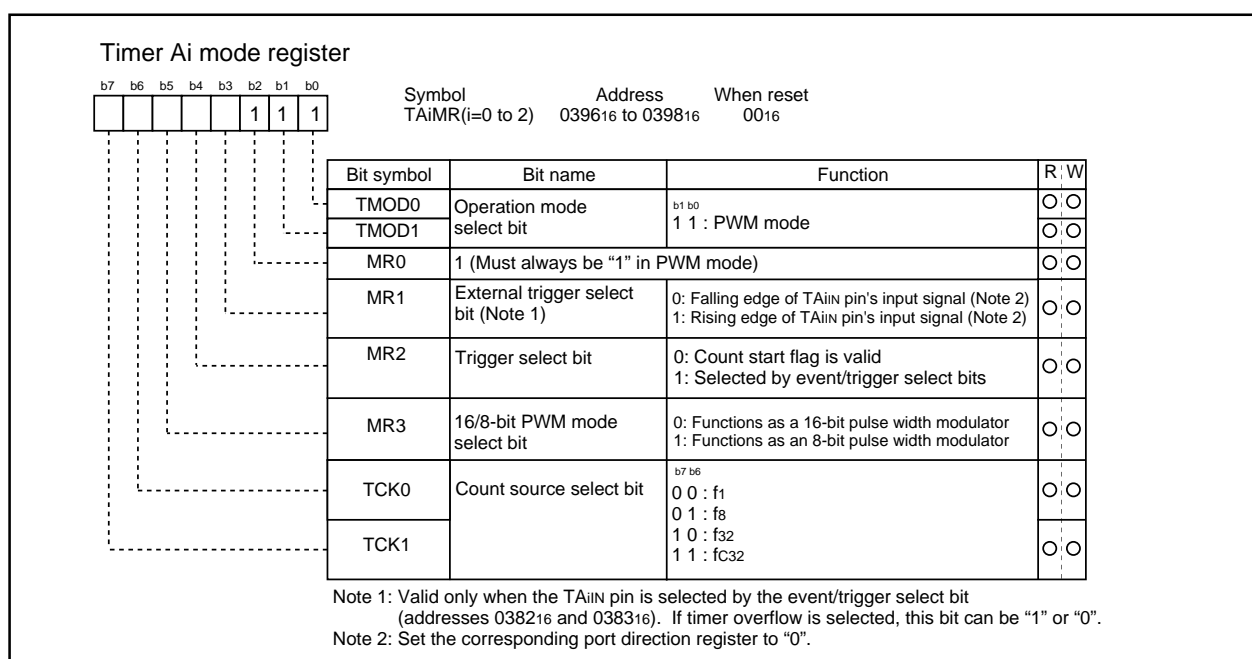 Timer Ai mode register
b7 b6 b5 b4 b3 b2 b1 b0
1 1 1
Symbol Address When reset
TAiMR(i=0 to 2) 039616 to 039816 0016
Bit symbol Bit name Function R W
TMOD0 Operation mode b1 b0
TMOD1 select bit 1 1 : PWM mode
MR0 1 (Must always be “1” in PWM mode)
MR1 External trigger select 0: Falling edge of TAiIN pin's input signal (Note 2)
bit (Note 1) 1: Rising edge of TAiIN pin's input signal (Note 2)
MR2 Trigger select bit 0: Count start flag is valid
1: Selected by event/trigger select bits
MR3 16/8-bit PWM mode 0: Functions as a 16-bit pulse width modulator
select bit 1: Functions as an 8-bit pulse width modulator
b7 b6
TCK0 Count source select bit 0 0 : f1
0 1 : f8
TCK1 1 0 : f32
1 1 : fC32
Note 1: Valid only when the TAiIN pin is selected by the event/trigger select bit
(addresses 038216 and 038316). If timer overflow is selected, this bit can be “1” or “0”.
Note 2: Set the corresponding port direction register to “0”.